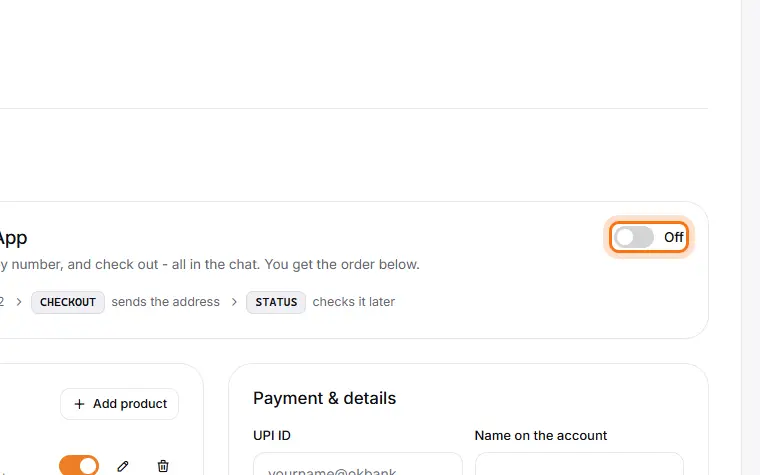 App
Off
y number, and check out - all in the chat. You get the order below.
2 > CHECKOUT sends the address > STATUS checks it later
+ Add product
Payment & details
UPI ID
Name on the account
yourname@okbank